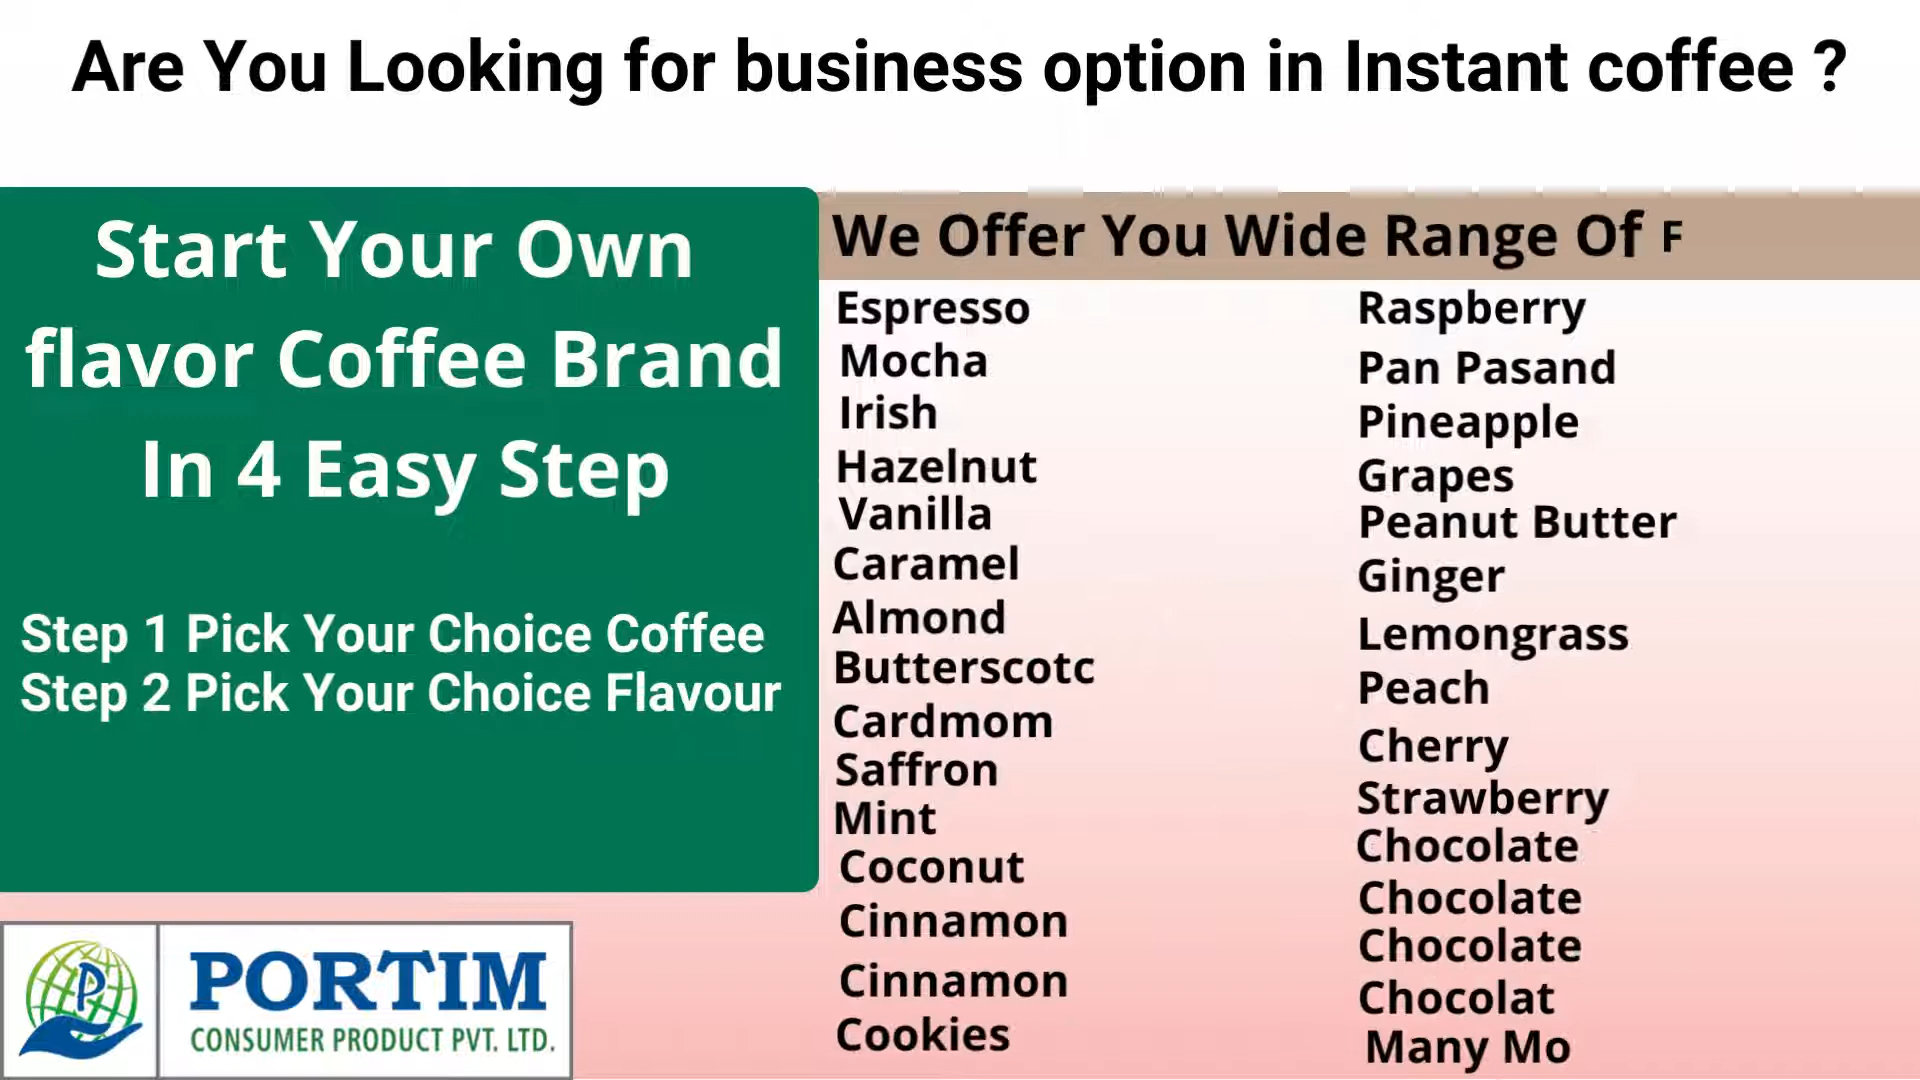 Are You Looking for business option in Instant coffee ?
Start Your Own
flavor Coffee Brand
In 4 Easy Step
Step 1 Pick Your Choice Coffee
Step 2 Pick Your Choice Flavour
We Offer You Wide Range Of F
Espresso
Mocha
Irish
Hazelnut
Vanilla
Caramel
Almond
Butterscotc
Cardmom
Saffron
Mint
Coconut
Cinnamon
Cinnamon
Cookies
Raspberry
Pan Pasand
Pineapple
Grapes
Peanut Butter
Ginger
Lemongrass
Peach
Cherry
Strawberry
Chocolate
Chocolate
Chocolate
Chocolat
Many Mo
P
PORTIM
CONSUMER PRODUCT PVT. LTD.